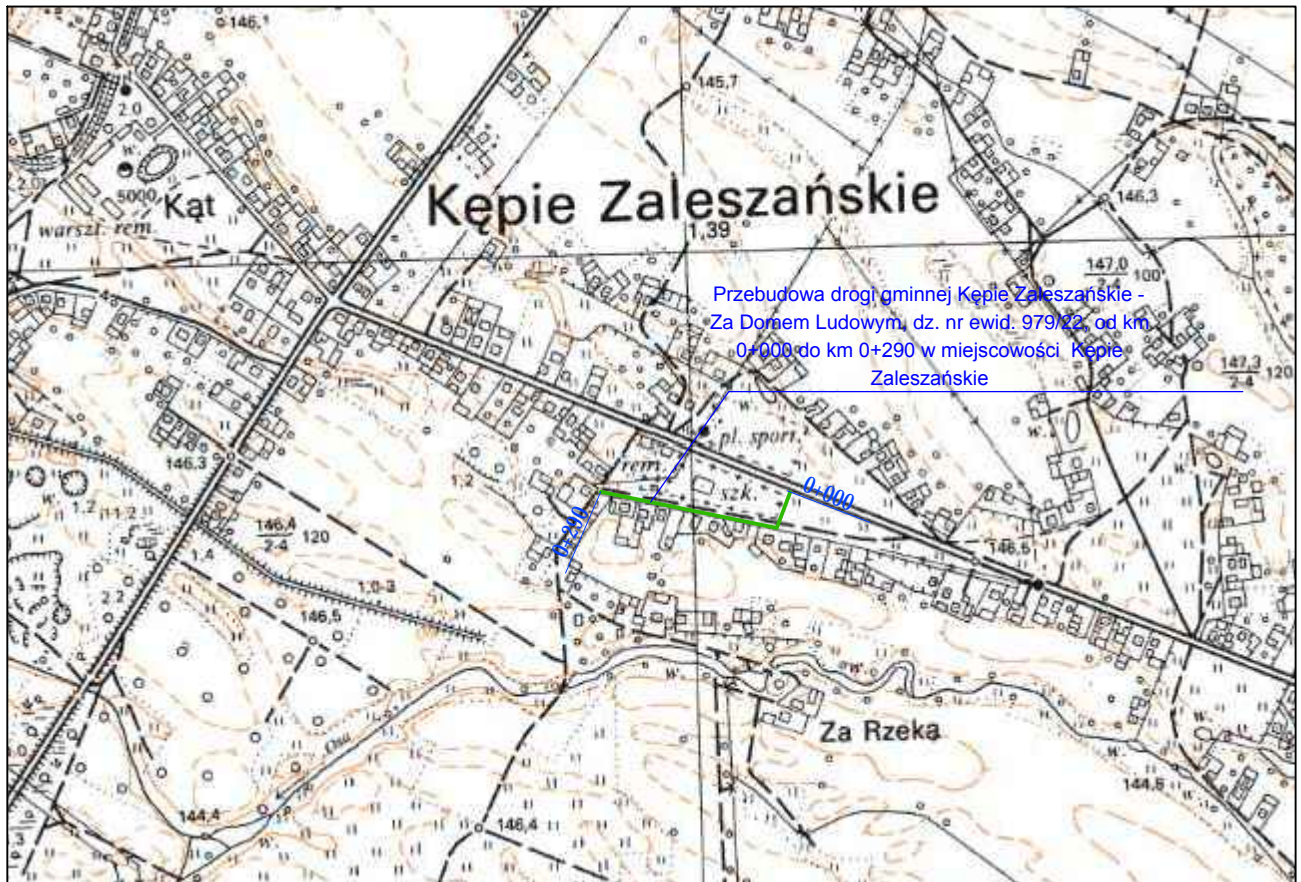 146,1
2.0
145,7
w.
5000
Kąt
warszt. rem.
Kępie Zaleszańskie
1,39
146,3
147.0
2-4
100
Przebudowa drogi gminnej Kępie Zaleszańskie -
Za Domem Ludowym, dz. nr ewid. 979/22, od km
0+000 do km 0+290 w miejscowości Kępie
Zaleszańskie
147.3
2-4
120
w.
pl. sport.
w.
146.3
1,2
rem.
szk.
0+000
0+290
w.
1,2
146.4
2-4
120
1,4
146,5
1,0-3
2,2
146,5
w.
w.
Osa
Za Rzeką
w.
144,5
w.
144,4
146,4
w.